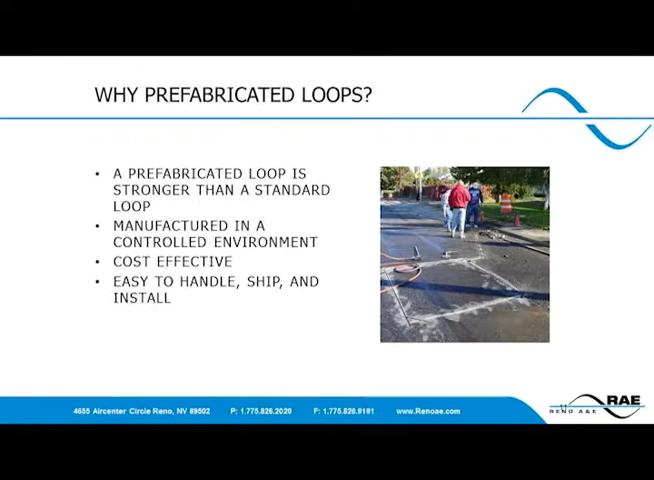 WHY PREFABRICATED LOOPS?
• A PREFABRICATED LOOP IS
STRONGER THAN A STANDARD
LOOP
• MANUFACTURED IN A
CONTROLLED ENVIRONMENT
• COST EFFECTIVE
• EASY TO HANDLE, SHIP, AND
INSTALL
4655 Aircenter Circle Reno, NV 89502 P: 1.775.826.2020 F: 1.775.826.9191 www.Renoae.com
RAE
RENO A & E